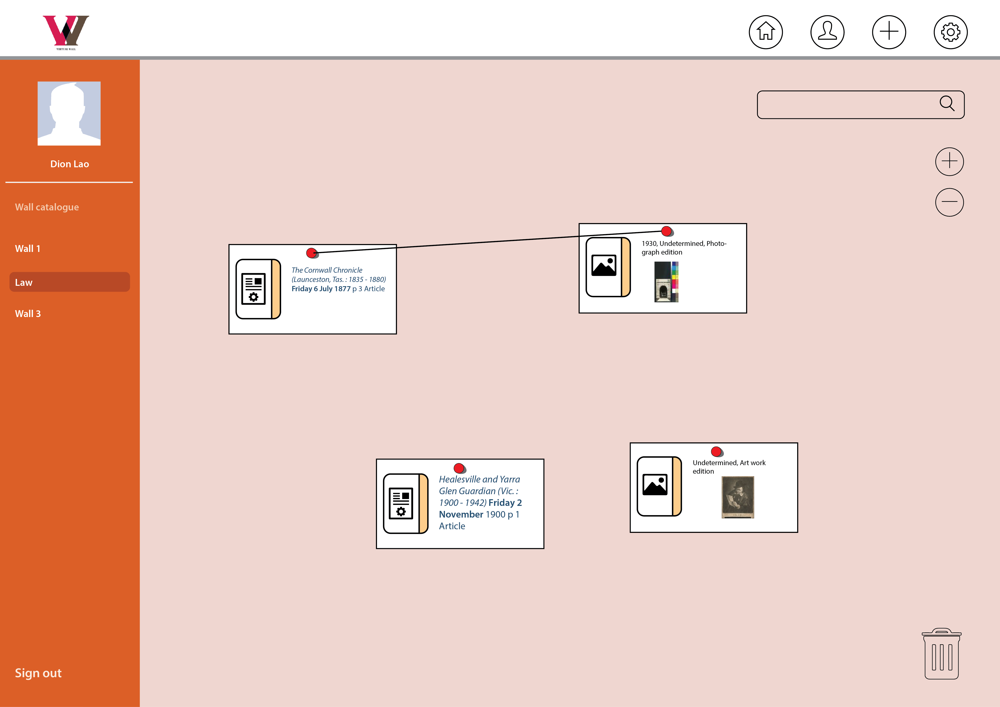 VIRTUAL WALL
Dion Lao
Wall catalogue
Wall 1
Law
Wall 3
Sign out
The Cornwall Chronicle
(Launceston, Tas. : 1835 - 1880)
Friday 6 July 1877 p 3 Article
1930, Undetermined, Photo-
graph edition
Healesville and Yarra
Glen Guardian (Vic. :
1900 - 1942) Friday 2
November 1900 p 1
Article
Undetermined, Art work
edition